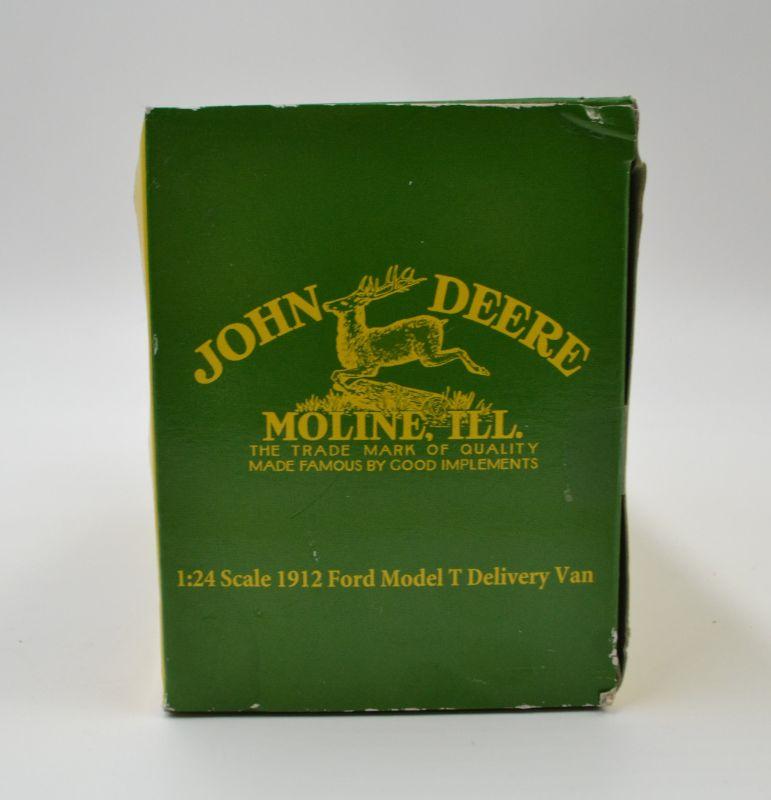 JOHN DEERE
MOLINE, ILL.
THE TRADE MARK OF QUALITY
MADE FAMOUS BY GOOD IMPLEMENTS
1:24 Scale 1912 Ford Model T Delivery Van